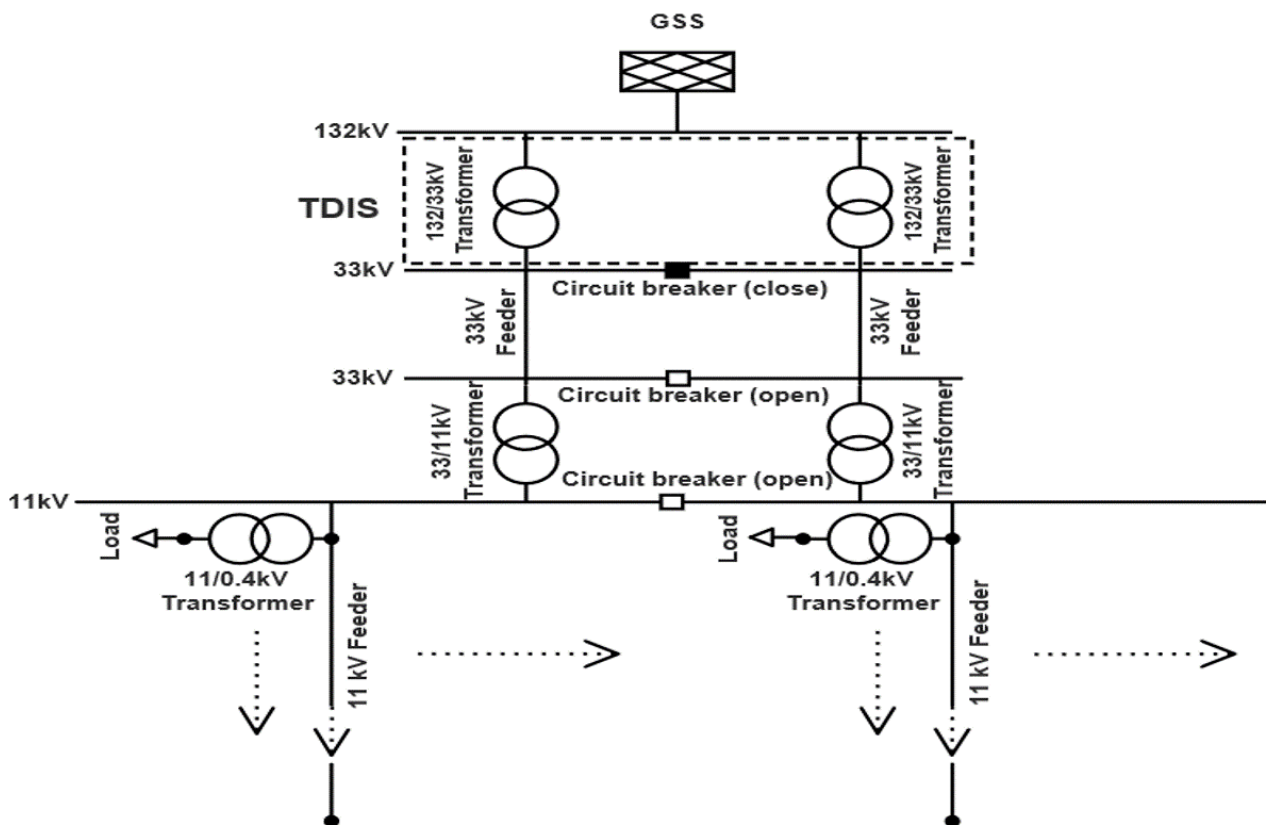 GSS
132kV
132/33kV
Transformer
132/33kV
Transformer
TDIS
33kV
Circuit breaker (close)
33kV
Feeder
33kV
Feeder
33kV
Circuit breaker (open)
33/11kV
Transformer
33/11kV
Transformer
Circuit breaker (open)
11kV
Load
11/0.4kV
Transformer
11 kV Feeder
Load
11/0.4kV
Transformer
11 kV Feeder